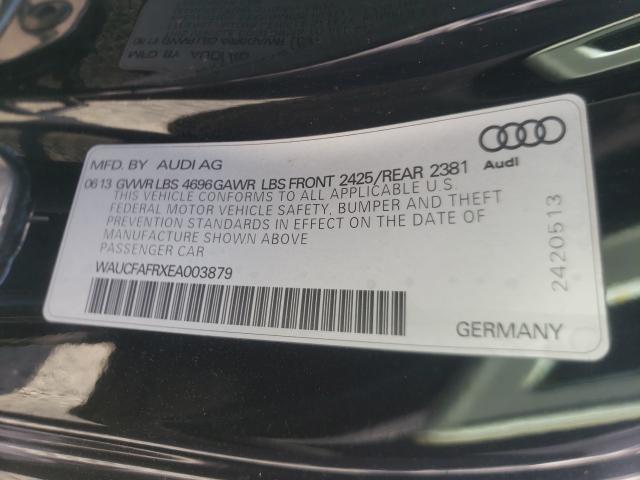 MFD. BY AUDI AG
Audi
0613 GVWR LBS 4696 GAWR LBS FRONT 2425/REAR 2381
THIS VEHICLE CONFORMS TO ALL APPLICABLE U.S.
FEDERAL MOTOR VEHICLE SAFETY, BUMPER AND THEFT
PREVENTION STANDARDS IN EFFECT ON THE DATE OF
MANUFACTURE SHOWN ABOVE
PASSENGER CAR
WAUCFAFRXEA003879
GERMANY
2420513